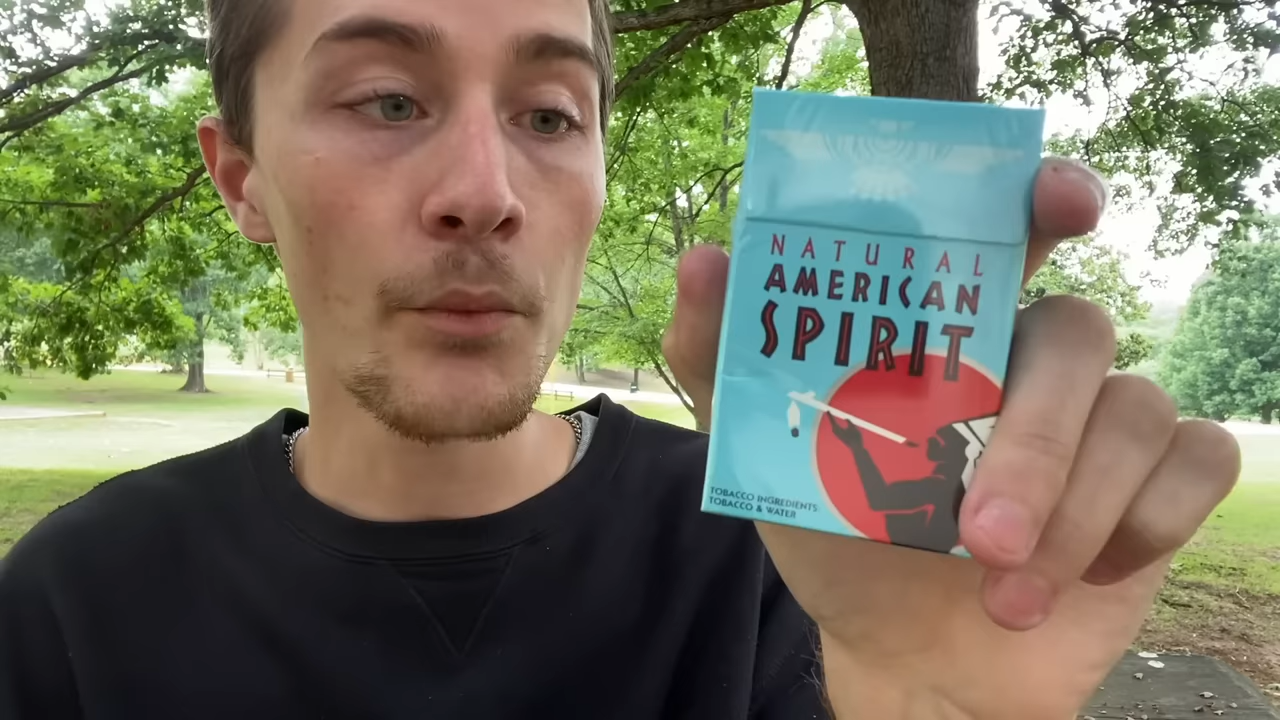 NATURAL
AMERICAN
SPIRIT
TOBACCO INGREDIENTS:
TOBACCO & WATER